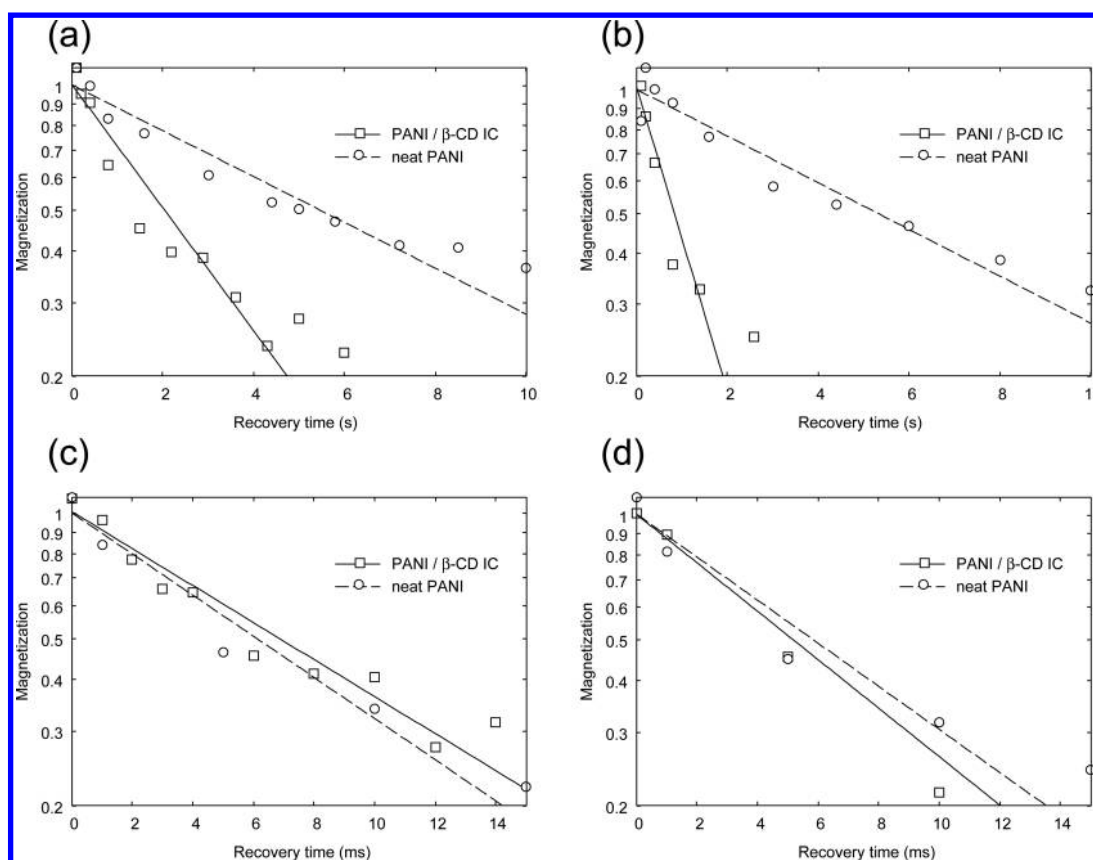 (a)
Magnetization
1
0.9
0.8
0.7
0.6
0.5
0.4
0.3
0.2
PANI / β-CD IC
neat PANI
0 2 4 6 8 10
Recovery time (s)
(b)
Magnetization
1
0.9
0.8
0.7
0.6
0.5
0.4
0.3
0.2
PANI / β-CD IC
neat PANI
0 2 4 6 8 1
Recovery time (s)
(c)
Magnetization
1
0.9
0.8
0.7
0.6
0.5
0.4
0.3
0.2
PANI / β-CD IC
neat PANI
0 2 4 6 8 10 12 14
Recovery time (ms)
(d)
Magnetization
1
0.9
0.8
0.7
0.6
0.5
0.4
0.3
0.2
PANI / β-CD IC
neat PANI
0 2 4 6 8 10 12 14
Recovery time (ms)